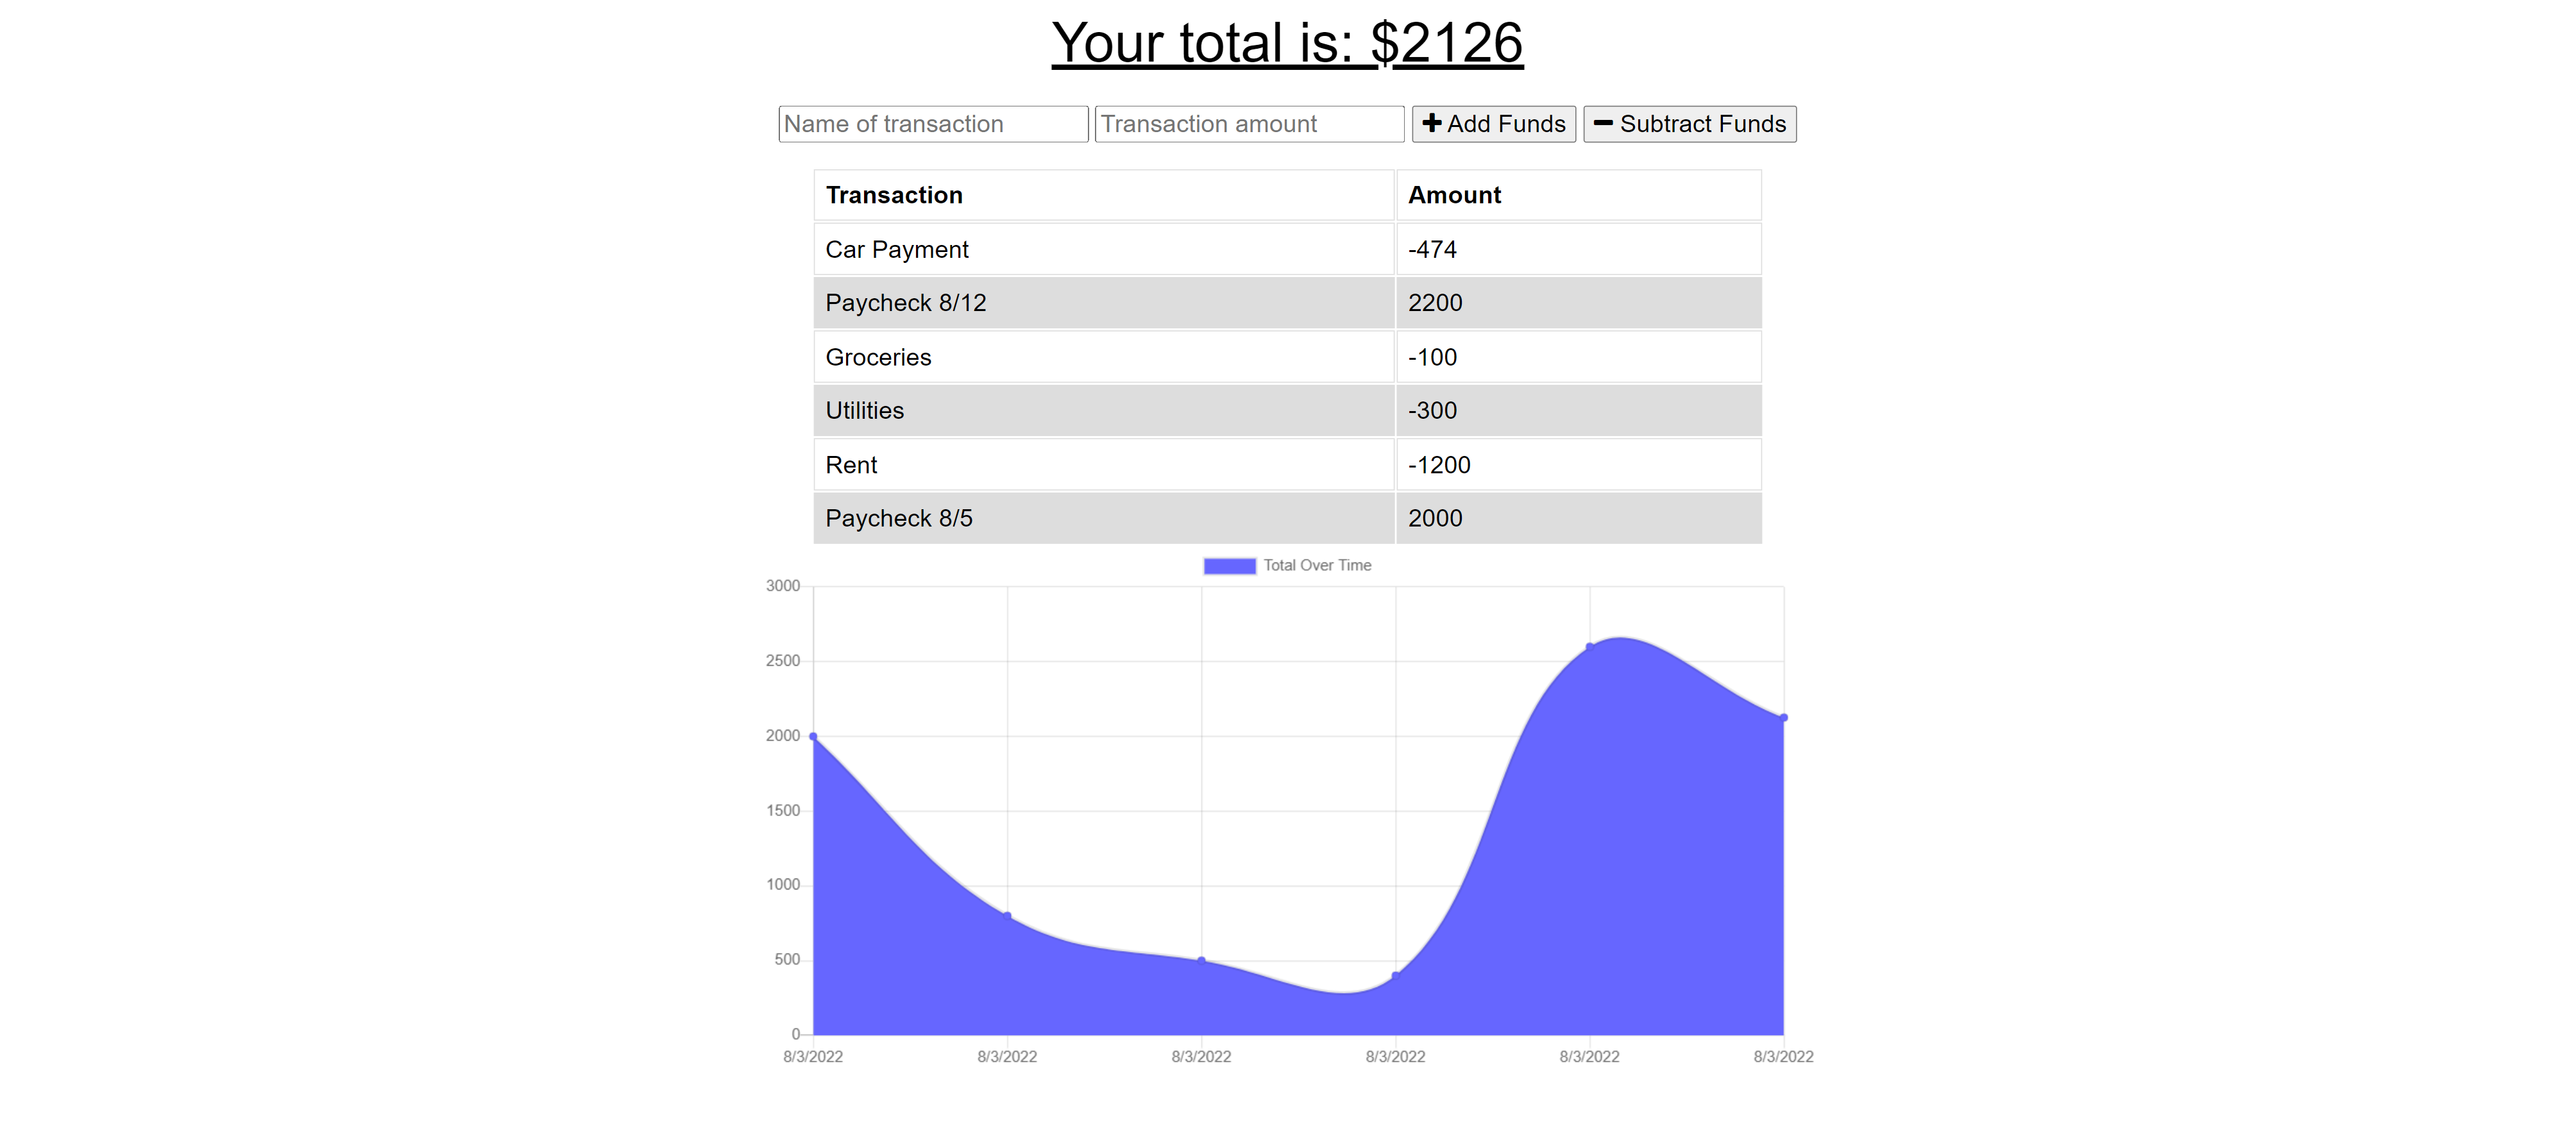 Your total is: $2126
Name of transaction Transaction amount Add Funds Subtract Funds
Transaction Amount
Car Payment -474
Paycheck 8/12 2200
Groceries -100
Utilities -300
Rent -1200
Paycheck 8/5 2000
Total Over Time
3000
2500
2000
1500
1000
500
0
8/3/2022 8/3/2022 8/3/2022 8/3/2022 8/3/2022 8/3/2022